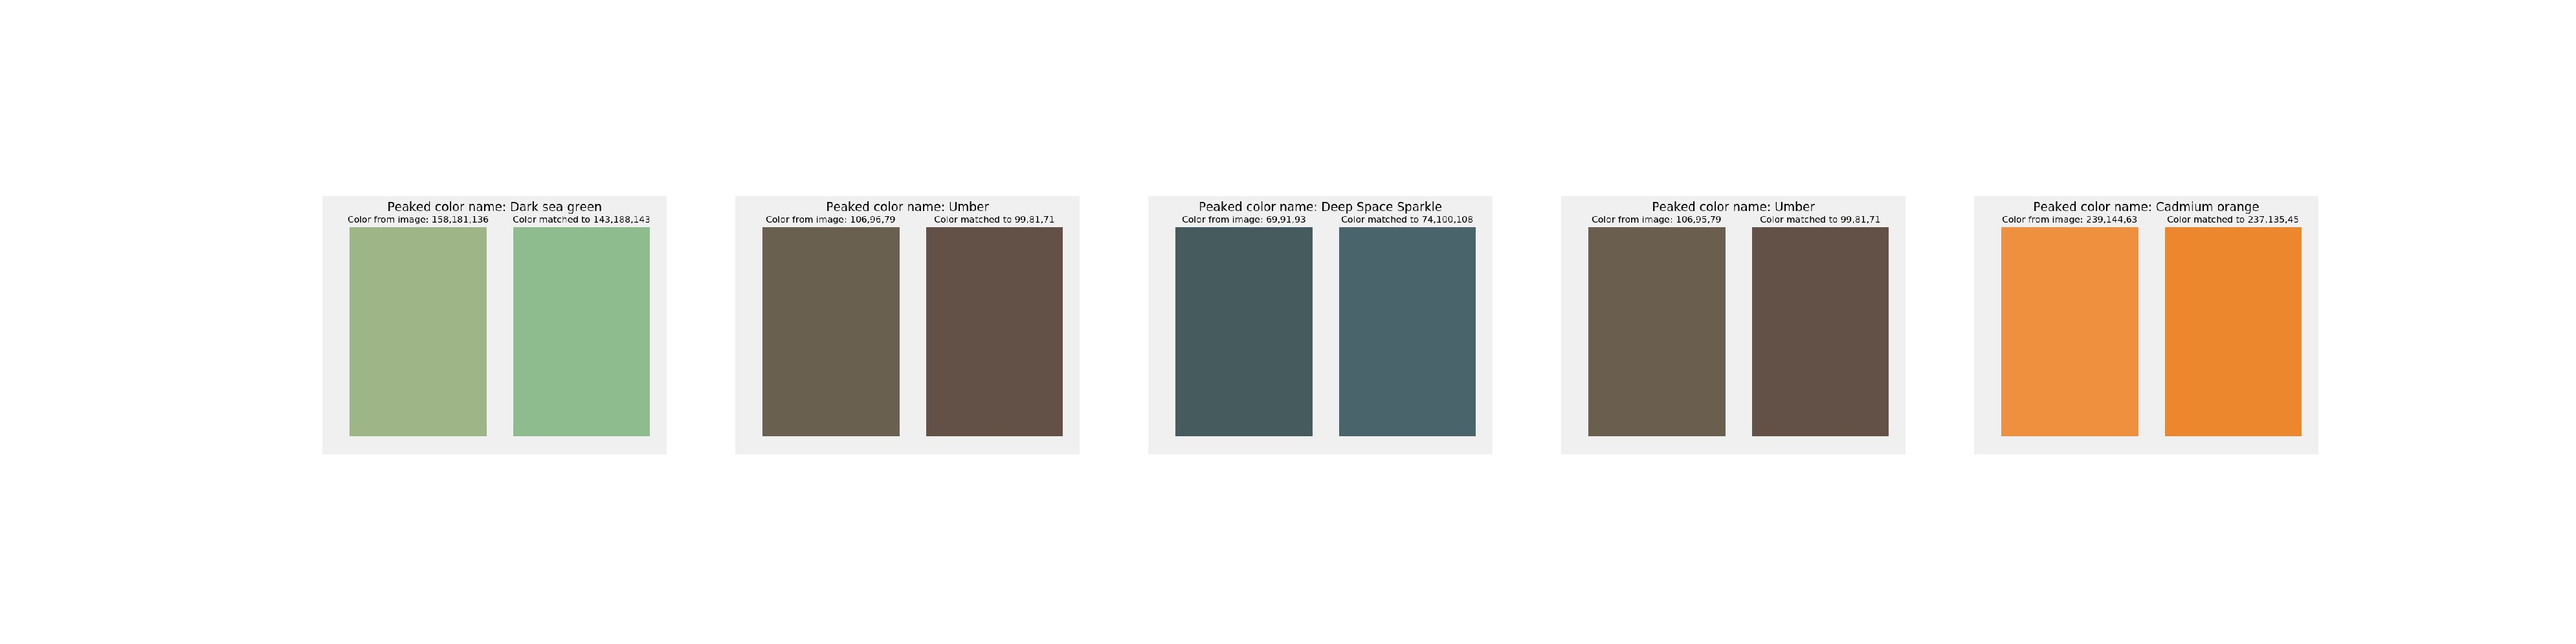 Peaked color name: Dark sea green
Color from image: 158,181,136
Color matched to 143,188,143
Peaked color name: Umber
Color from image: 106,96,79
Color matched to 99,81,71
Peaked color name: Deep Space Sparkle
Color from image: 69,91,93
Color matched to 74,100,108
Peaked color name: Umber
Color from image: 106,95,79
Color matched to 99,81,71
Peaked color name: Cadmium orange
Color from image: 239,144,63
Color matched to 237,135,45